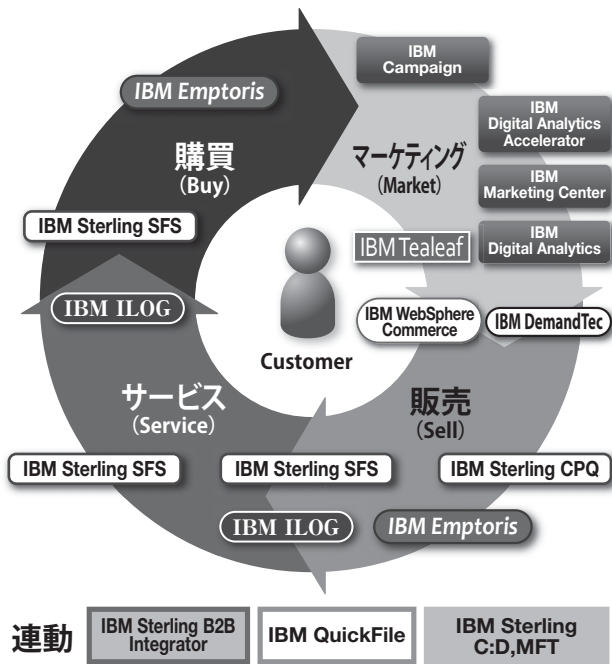 IBM
Campaign
IBM Emptoris
IBM
Digital Analytics
Accelerator
購買
(Buy)
マーケティング
(Market)
IBM
Marketing Center
IBM Sterling SFS
IBM Tealeaf
IBM
Digital Analytics
IBM ILOG
IBM WebSphere
Commerce
IBM DemandTec
Customer
サービス
(Service)
販売
(Sell)
IBM Sterling SFS
IBM Sterling SFS
IBM Sterling CPQ
IBM ILOG
IBM Emptoris
連動
IBM Sterling B2B
Integrator
IBM QuickFile
IBM Sterling
C:D,MFT